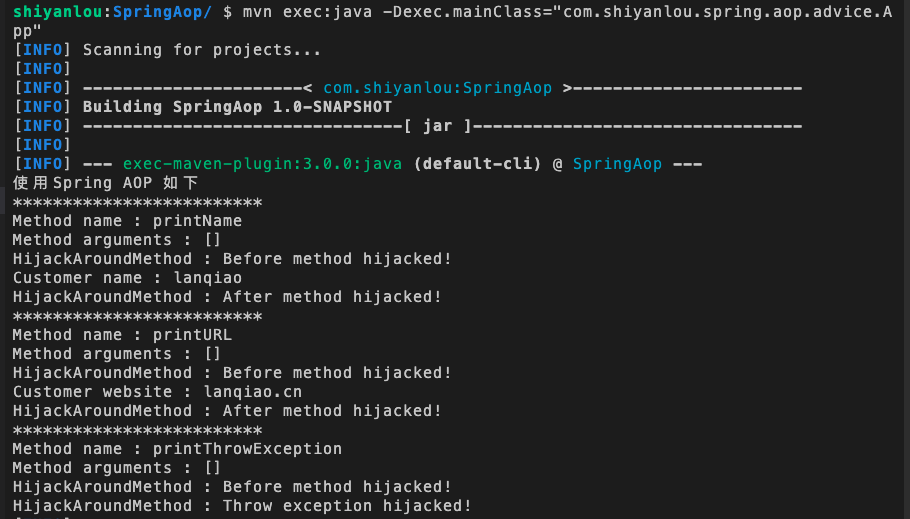 shiyanlou:SpringAop/ $ mvn exec:java -Dexec.mainClass="com.shiyanlou.spring.aop.advice.A
pp"
[INFO] Scanning for projects...
[INFO]
[INFO] ----------------------< com.shiyanlou:SpringAop >-----------------------
[INFO] Building SpringAop 1.0-SNAPSHOT
[INFO] --------------------------------[ jar ]---------------------------------
[INFO]
[INFO] --- exec-maven-plugin:3.0.0:java (default-cli) @ SpringAop ---
使用Spring AOP 如下
*************************
Method name : printName
Method arguments : []
HijackAroundMethod : Before method hijacked!
Customer name : lanqiao
HijackAroundMethod : After method hijacked!
*************************
Method name : printURL
Method arguments : []
HijackAroundMethod : Before method hijacked!
Customer website : lanqiao.cn
HijackAroundMethod : After method hijacked!
*************************
Method name : printThrowException
Method arguments : []
HijackAroundMethod : Before method hijacked!
HijackAroundMethod : Throw exception hijacked!